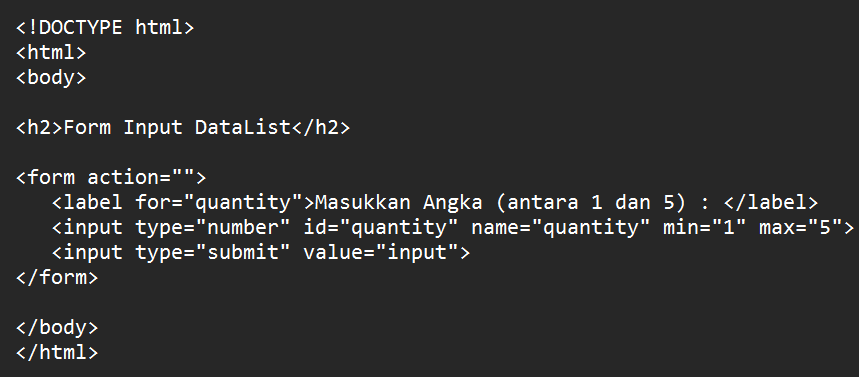 <!DOCTYPE html>
<html>
<body>
<h2>Form Input DataList</h2>
<form action="">
<label for="quantity">Masukkan Angka (antara 1 dan 5) : </label>
<input type="number" id="quantity" name="quantity" min="1" max="5">
<input type="submit" value="input">
</form>
</body>
</html>